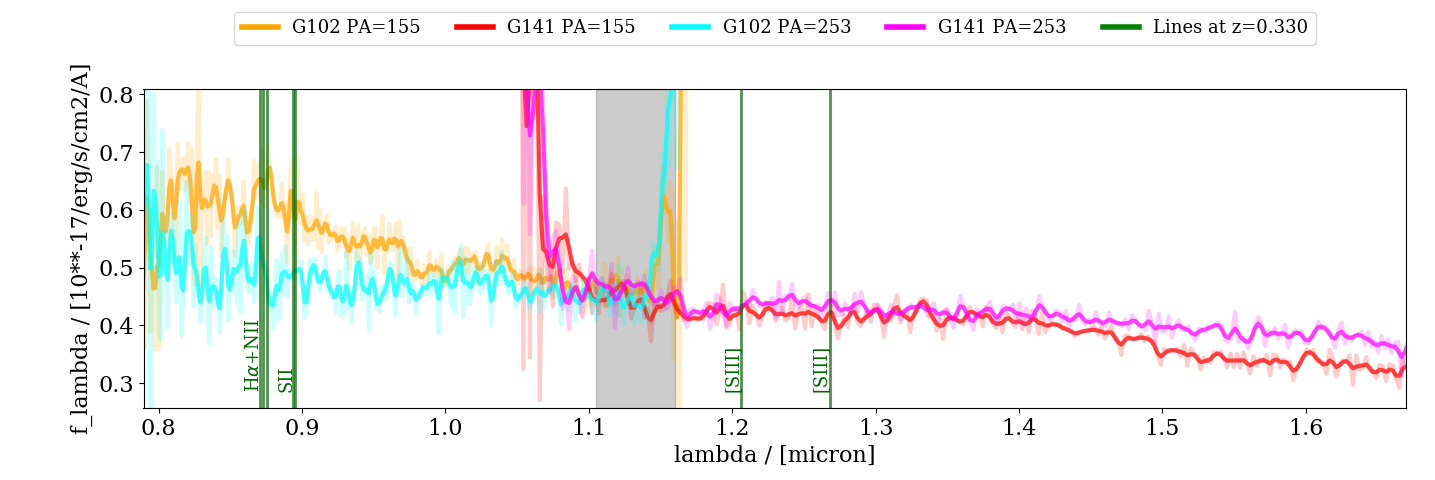 G102 PA=155 G141 PA=155 G102 PA=253 G141 PA=253 Lines at z=0.330
f_lambda / [10**-17/erg/s/cm2/A]
0.8
0.7
0.6
0.5
0.4
0.3
Hα+NII
SII
[SIII]
[SIII]
0.8 0.9 1.0 1.1 1.2 1.3 1.4 1.5 1.6
lambda / [micron]